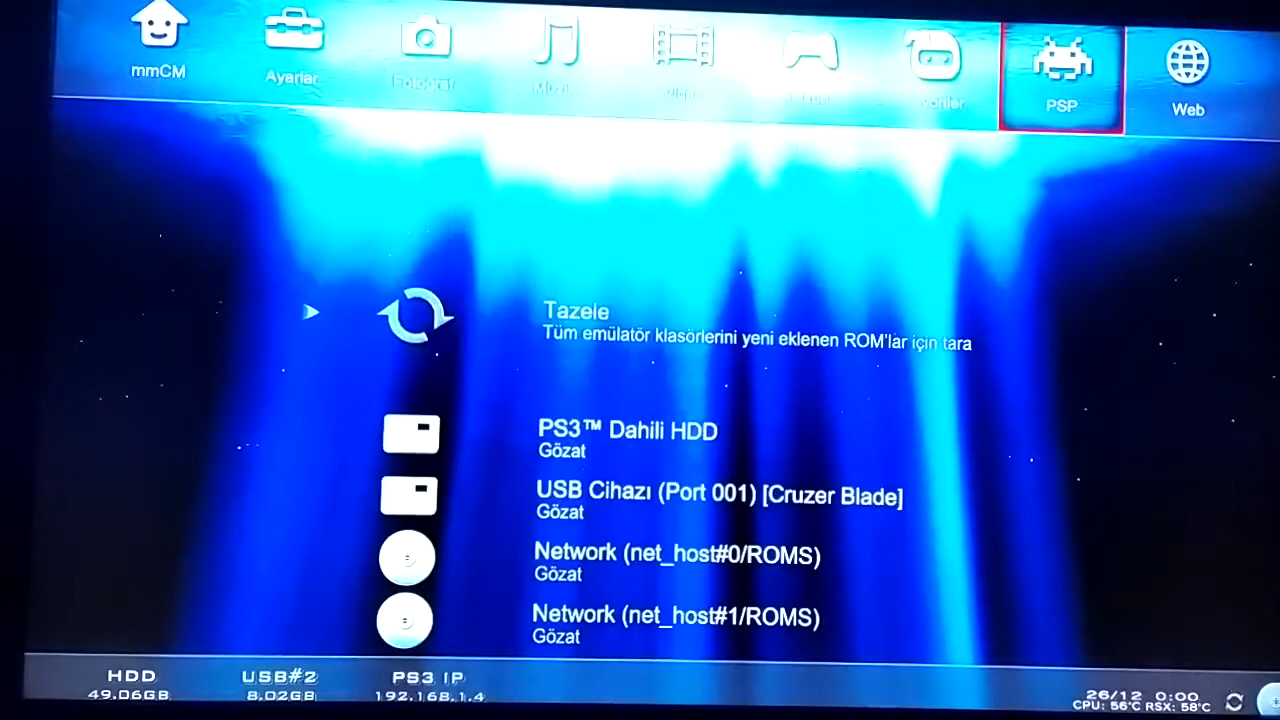 mmCM
Ayarlar
Fotoğraf
PSP
Web
Tazele
Tüm emülatör klasörlerini yeni eklenen ROM'lar için tara
PS3™ Dahili HDD
Gözat
USB Cihazı (Port 001) [Cruzer Blade]
Gözat
Network (net_host#0/ROMS)
Gözat
Network (net_host#1/ROMS)
Gözat
HDD
49.06GB
USB#2
8.02GB
PS3 IP
192.168.1.4
26/12 0:00
CPU: 56°C RSX: 58°C